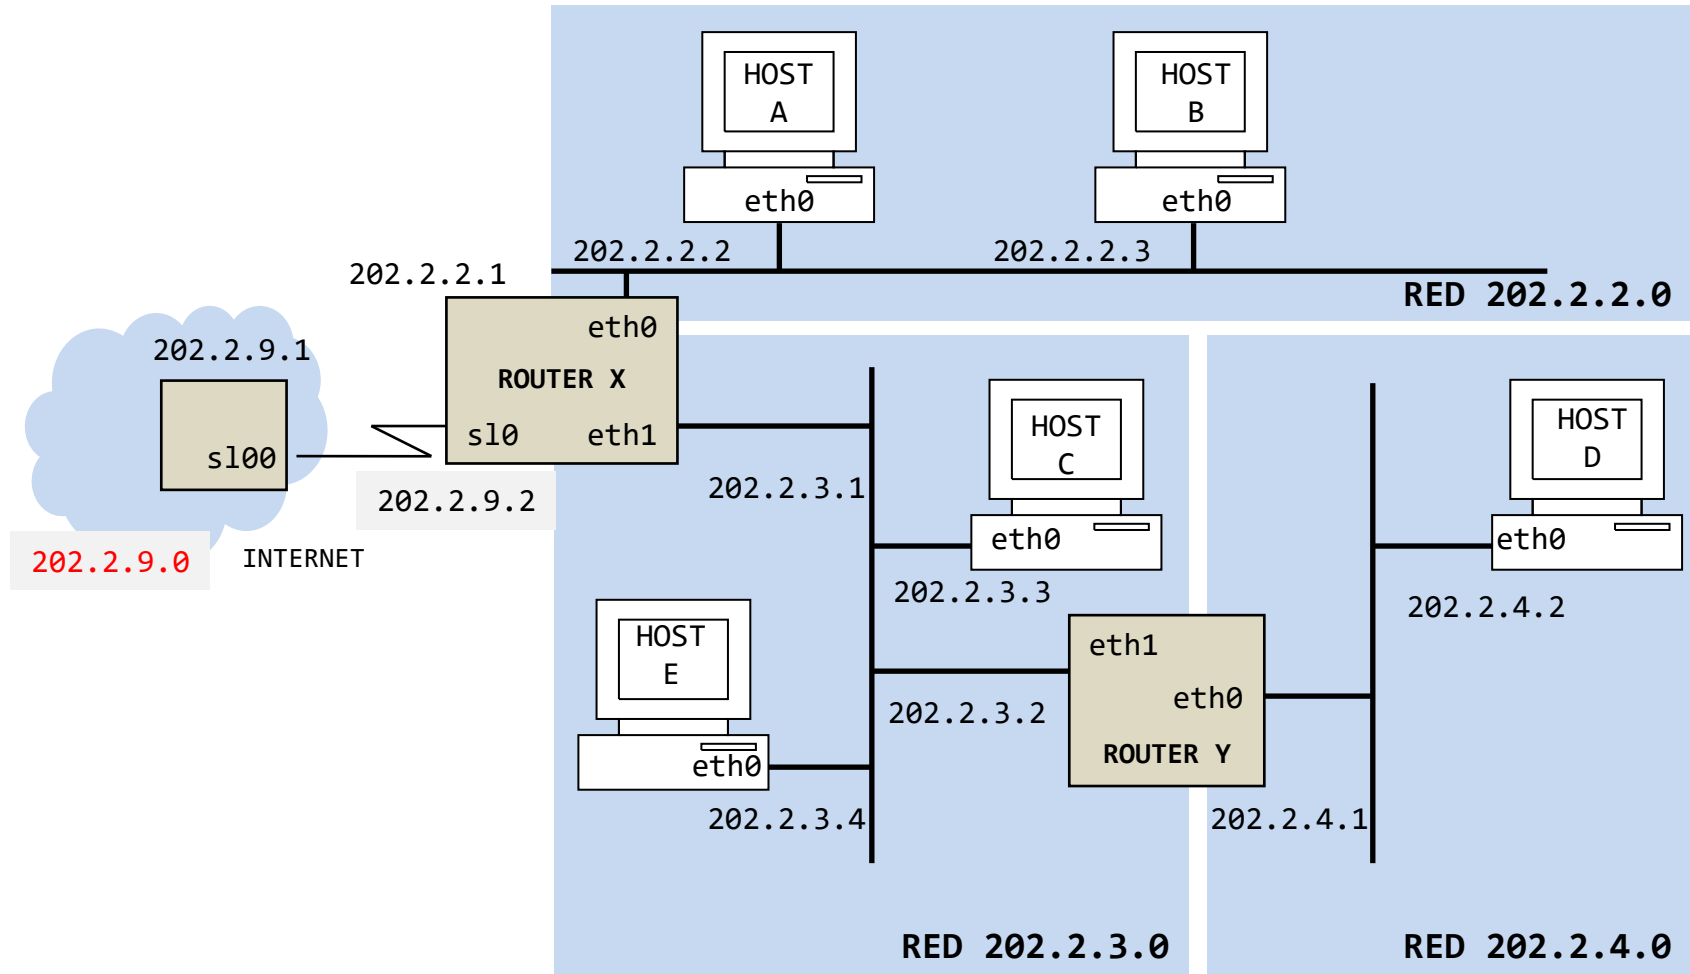 HOST
A
eth0
HOST
B
eth0
202.2.2.2
202.2.2.3
202.2.2.1
RED 202.2.2.0
eth0
ROUTER X
sl0
eth1
202.2.9.1
sl00
202.2.9.2
202.2.9.0
INTERNET
202.2.3.1
HOST
C
eth0
202.2.3.3
HOST
D
eth0
202.2.4.2
HOST
E
eth0
202.2.3.4
eth1
eth0
ROUTER Y
202.2.3.2
202.2.4.1
RED 202.2.3.0
RED 202.2.4.0